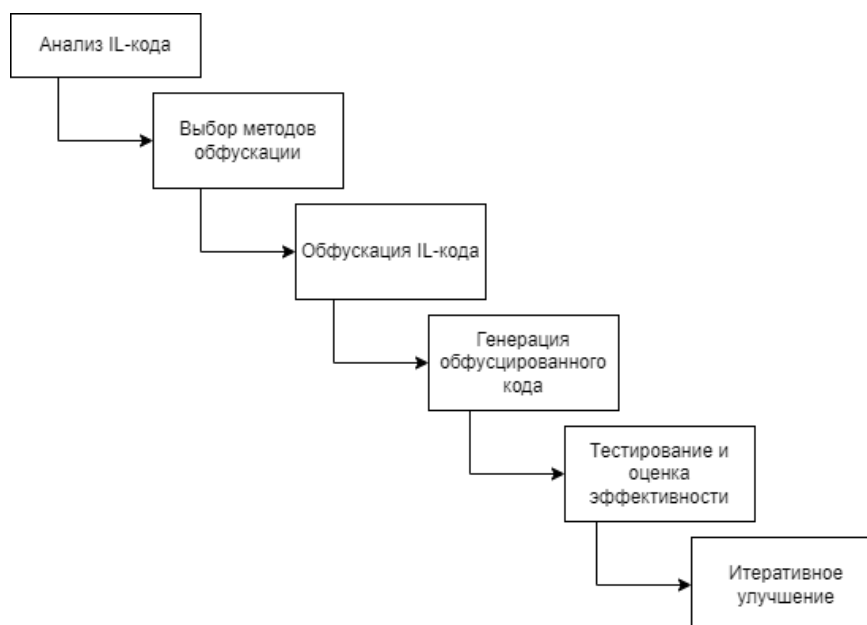 Анализ IL-кода
Выбор методов
обфускации
Обфускация IL-кода
Генерация
обфусцированного
кода
Тестирование и
оценка
эффективности
Итеративное
улучшение